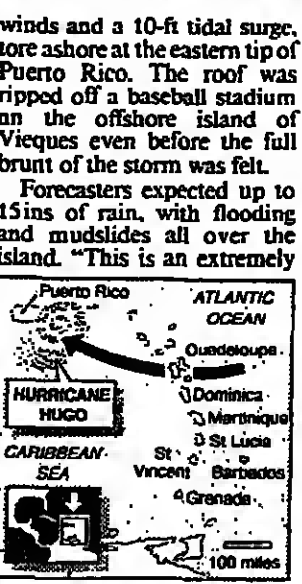 winds and a 10-ft tidal surge,
tore ashore at the eastern tip of
Puerto Rico. The roof was
ripped off a baseball stadium
on the offshore island of
Vieques even before the full
brunt of the storm was felt.
Forecasters expected up to
15ins of rain, with flooding
and mudslides all over the
island. "This is an extremely
Puerto Rico
ATLANTIC
OCEAN
Guadeloupe
HURRICANE
HUGO
Dominica
Martinique
St Lucia
CARIBBEAN
SEA
St
Vincent
Barbados
Grenada
100 miles